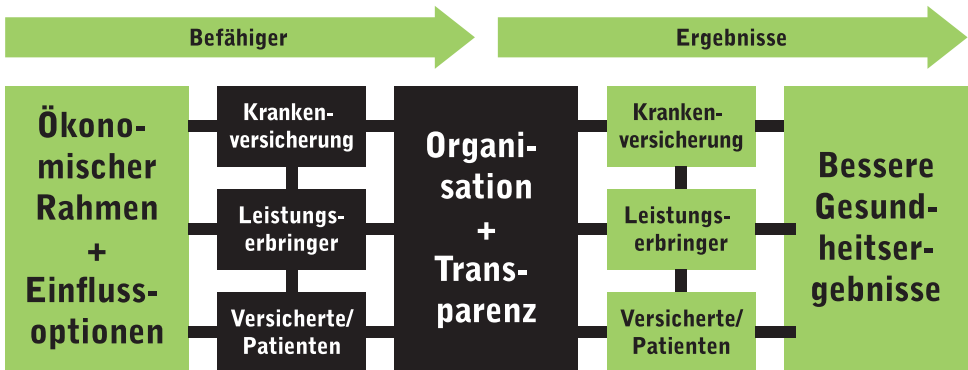 Befähiger
Ergebnisse
Ökono-
mischer
Rahmen
+
Einfluss-
optionen
Kranken-
versicherung
Leistungs-
erbringer
Versicherte/
Patienten
Organi-
sation
+
Trans-
parenz
Kranken-
versicherung
Leistungs-
erbringer
Versicherte/
Patienten
Bessere
Gesund-
heitser-
gebnisse